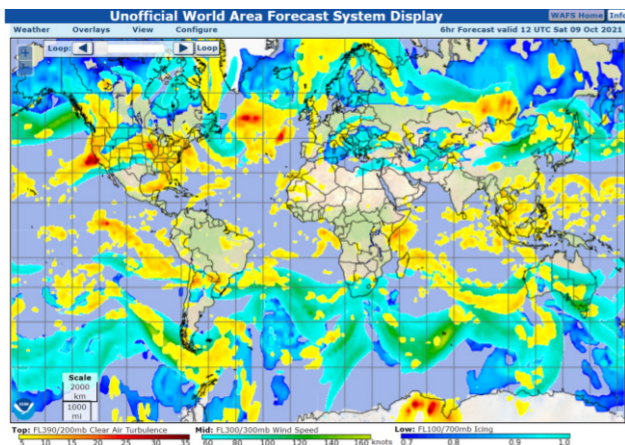 Unofficial World Area Forecast System Display
WAFS Home Info
Weather Overlays View Configure
6hr Forecast valid 12 UTC Sat 09 Oct 2021
Loop: Loop
Scale
2000
km
1000
mi
Top: FL390/200mb Clear Air Turbulence Mid: FL300/300mb Wind Speed Low: FL100/700mb Icing
5 10 15 20 25 30 35 60 80 100 120 140 160 knots 0.7 0.8 0.9 1.0